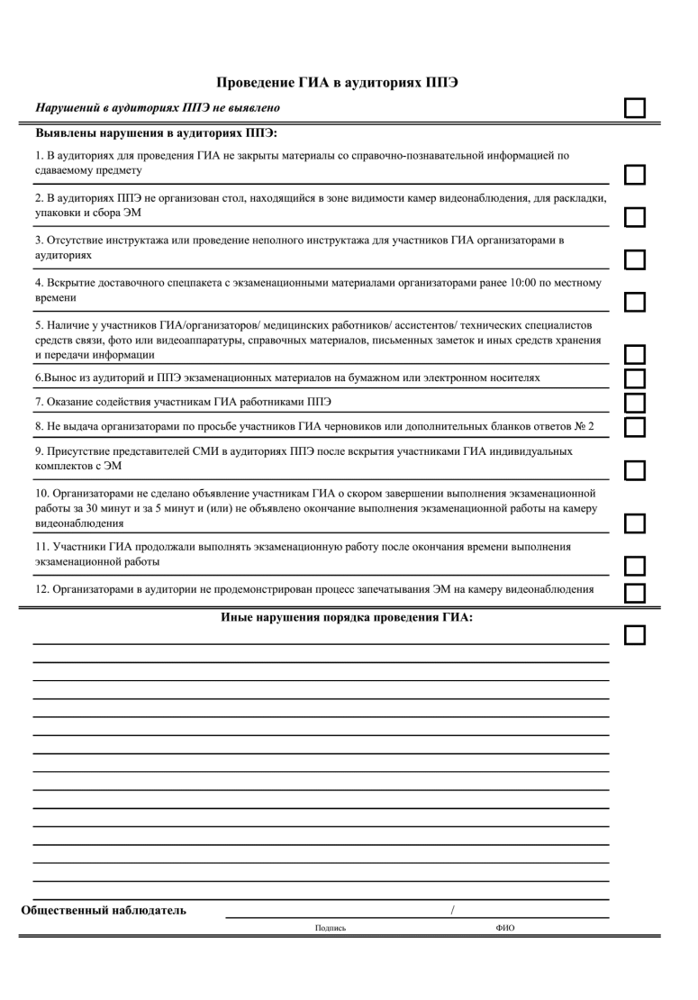 Проведение ГИА в аудиториях ППЭ
Нарушений в аудиториях ППЭ не выявлено
Выявлены нарушения в аудиториях ППЭ:
1. В аудиториях для проведения ГИА не закрыты материалы со справочно-познавательной информацией по
сдаваемому предмету
2. В аудиториях ППЭ не организован стол, находящийся в зоне видимости камер видеонаблюдения, для раскладки,
упаковки и сбора ЭМ
3. Отсутствие инструктажа или проведение неполного инструктажа для участников ГИА организаторами в
аудиториях
4. Вскрытие доставочного спецпакета с экзаменационными материалами организаторами ранее 10:00 по местному
времени
5. Наличие у участников ГИА/организаторов/ медицинских работников/ ассистентов/ технических специалистов
средств связи, фото или видеоаппаратуры, справочных материалов, письменных заметок и иных средств хранения
и передачи информации
6.Вынос из аудиторий и ППЭ экзаменационных материалов на бумажном или электронном носителях
7. Оказание содействия участникам ГИА работниками ППЭ
8. Не выдача организаторами по просьбе участников ГИА черновиков или дополнительных бланков ответов № 2
9. Присутствие представителей СМИ в аудиториях ППЭ после вскрытия участниками ГИА индивидуальных
комплектов с ЭМ
10. Организаторами не сделано объявление участникам ГИА о скором завершении выполнения экзаменационной
работы за 30 минут и за 5 минут и (или) не объявлено окончание выполнения экзаменационной работы на камеру
видеонаблюдения
11. Участники ГИА продолжали выполнять экзаменационную работу после окончания времени выполнения
экзаменационной работы
12. Организаторами в аудитории не продемонстрирован процесс запечатывания ЭМ на камеру видеонаблюдения
Иные нарушения порядка проведения ГИА:
Общественный наблюдатель /
Подпись ФИО